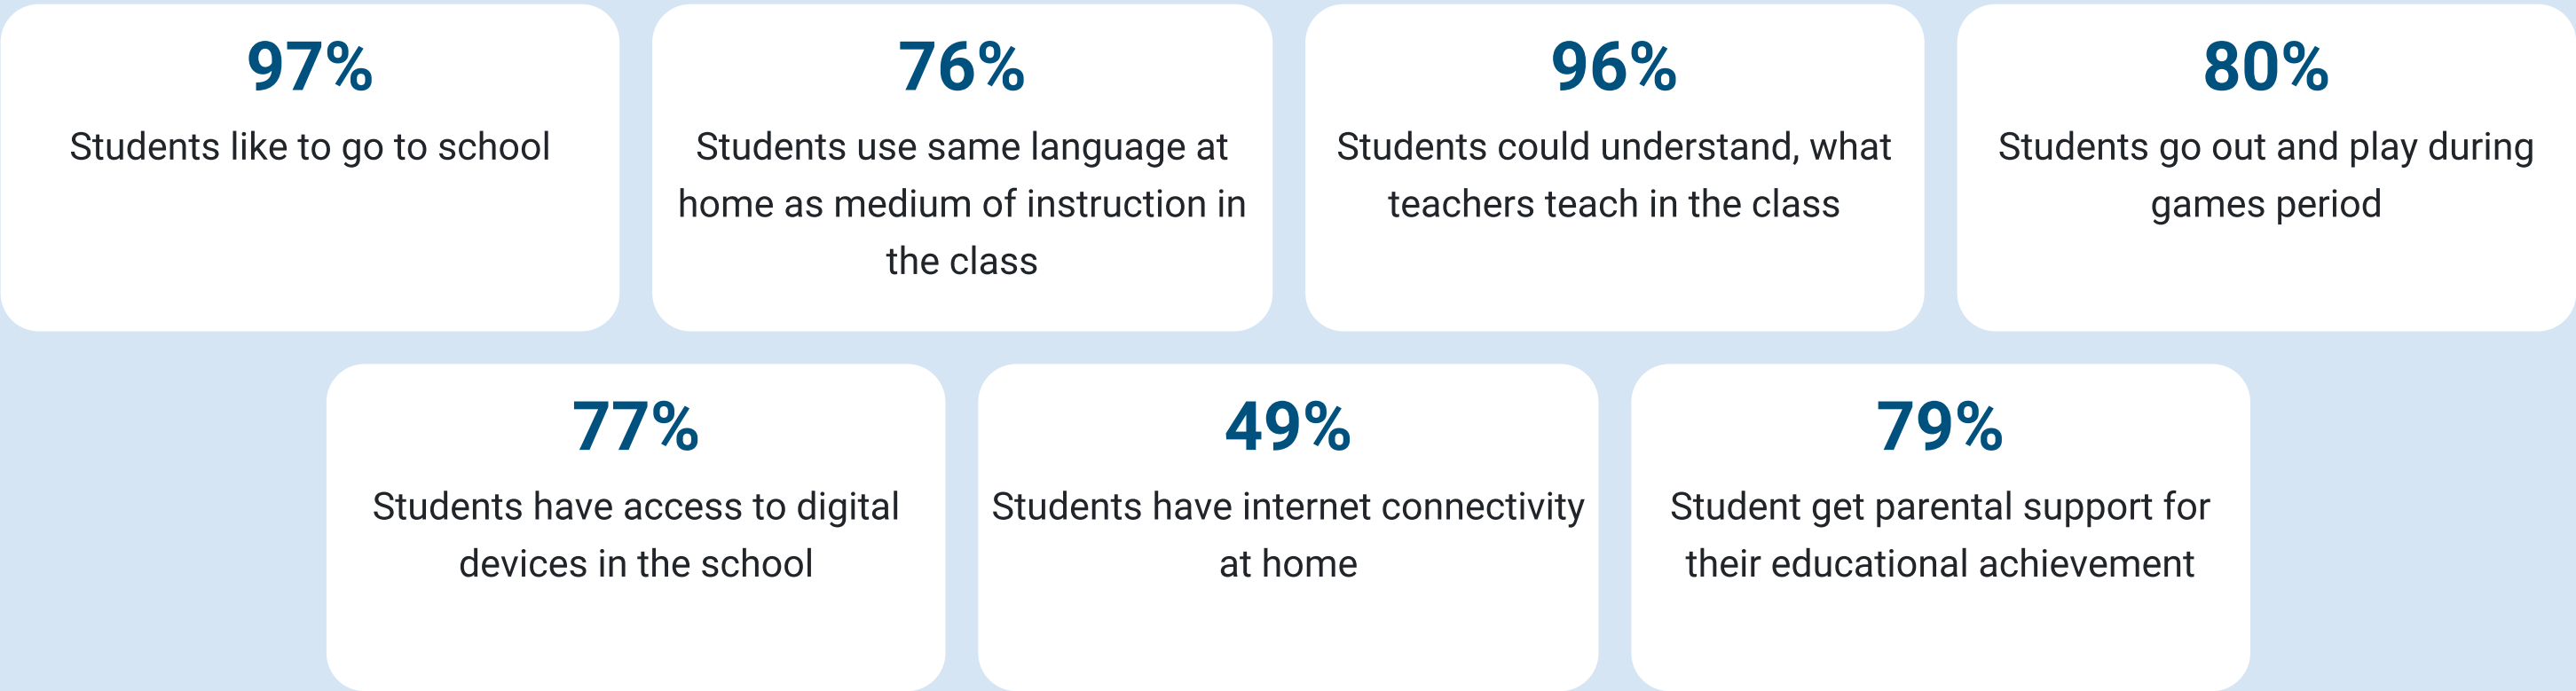 97%
Students like to go to school
76%
Students use same language at
home as medium of instruction in
the class
96%
Students could understand, what
teachers teach in the class
80%
Students go out and play during
games period
77%
Students have access to digital
devices in the school
49%
Students have internet connectivity
at home
79%
Student get parental support for
their educational achievement